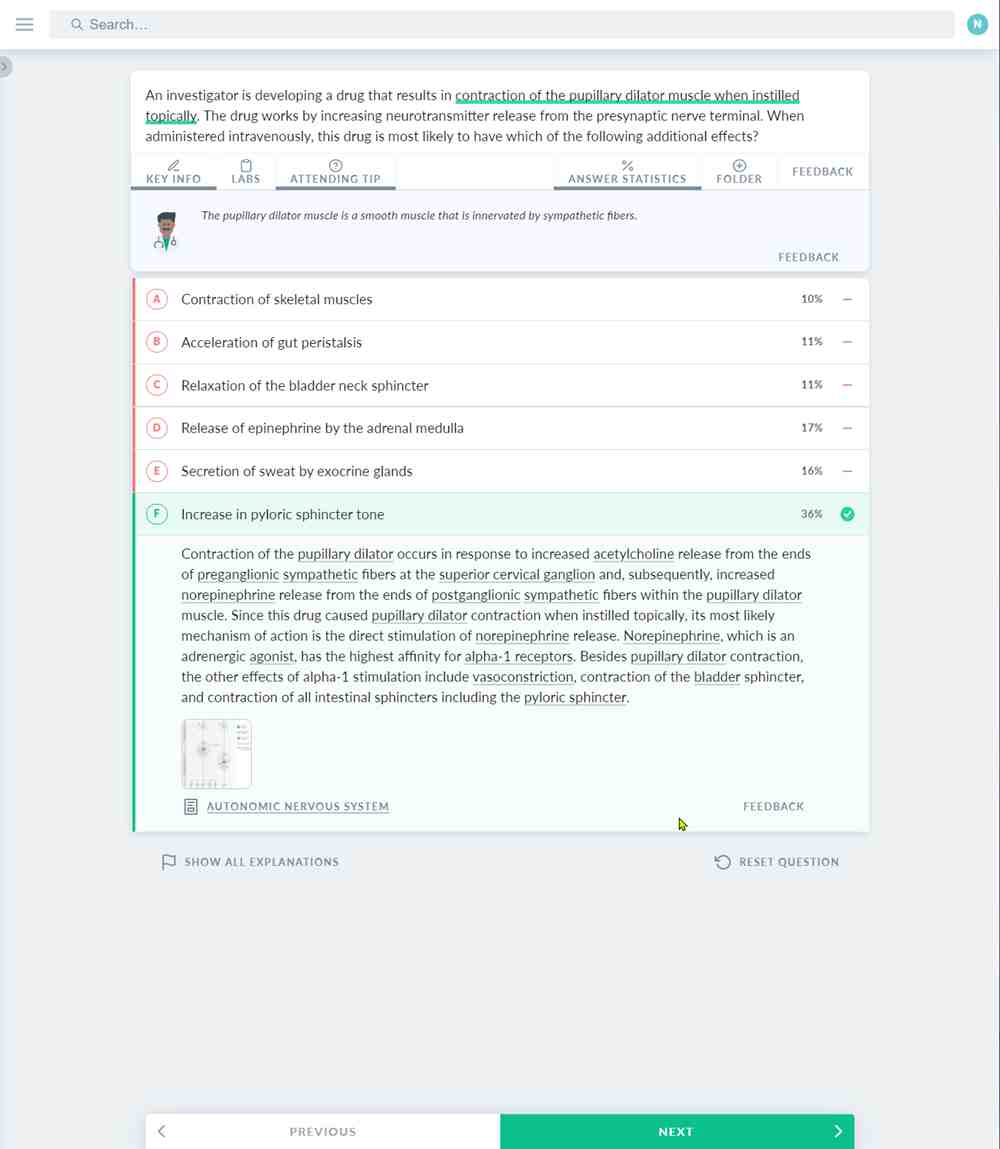 Search...
N
An investigator is developing a drug that results in contraction of the pupillary dilator muscle when instilled
topically. The drug works by increasing neurotransmitter release from the presynaptic nerve terminal. When
administered intravenously, this drug is most likely to have which of the following additional effects?
KEY INFO LABS ATTENDING TIP ANSWER STATISTICS FOLDER FEEDBACK
The pupillary dilator muscle is a smooth muscle that is innervated by sympathetic fibers.
FEEDBACK
A Contraction of skeletal muscles 10% –
B Acceleration of gut peristalsis 11% –
C Relaxation of the bladder neck sphincter 11% –
D Release of epinephrine by the adrenal medulla 17% –
E Secretion of sweat by exocrine glands 16% –
F Increase in pyloric sphincter tone 36%
Contraction of the pupillary dilator occurs in response to increased acetylcholine release from the ends
of preganglionic sympathetic fibers at the superior cervical ganglion and, subsequently, increased
norepinephrine release from the ends of postganglionic sympathetic fibers within the pupillary dilator
muscle. Since this drug caused pupillary dilator contraction when instilled topically, its most likely
mechanism of action is the direct stimulation of norepinephrine release. Norepinephrine, which is an
adrenergic agonist, has the highest affinity for alpha-1 receptors. Besides pupillary dilator contraction,
the other effects of alpha-1 stimulation include vasoconstriction, contraction of the bladder sphincter,
and contraction of all intestinal sphincters including the pyloric sphincter.
AUTONOMIC NERVOUS SYSTEM FEEDBACK
SHOW ALL EXPLANATIONS RESET QUESTION
PREVIOUS NEXT